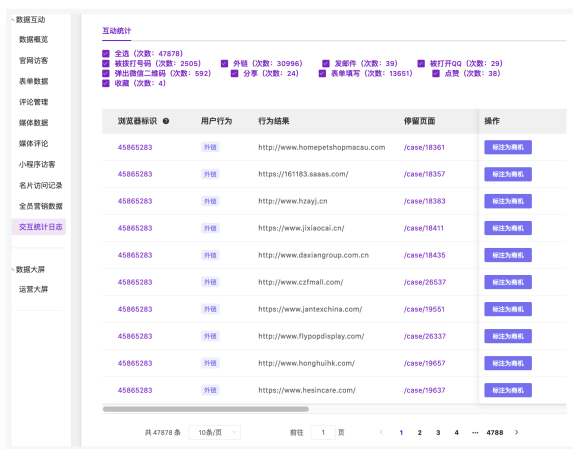 数据互动
数据概览
官网访客
表单数据
评论管理
媒体数据
媒体评论
小程序访客
名片访问记录
全员营销数据
交互统计日志
数据大屏
运营大屏
互动统计
全选（次数：47878）
被拨打号码（次数：2505） 外链（次数：30996） 发邮件（次数：39） 被打开QQ（次数：29）
弹出微信二维码（次数：592） 分享（次数：24） 表单填写（次数：13651） 点赞（次数：38）
收藏（次数：4）
浏览器标识 用户行为 行为结果 停留页面 操作
45865283 外链 http://www.homepetshopmacau.com /case/18361 标注为商机
45865283 外链 https://161183.saaas.com/ /case/18357 标注为商机
45865283 外链 http://www.hzayj.cn /case/18383 标注为商机
45865283 外链 https://www.jixiaocai.cn/ /case/18411 标注为商机
45865283 外链 http://www.daxiangroup.com.cn /case/18435 标注为商机
45865283 外链 http://www.czfmall.com/ /case/26537 标注为商机
45865283 外链 https://www.jantexchina.com/ /case/19551 标注为商机
45865283 外链 http://www.flypopdisplay.com/ /case/26337 标注为商机
45865283 外链 http://www.honghuihk.com/ /case/19657 标注为商机
45865283 外链 https://www.hesincare.com/ /case/19637 标注为商机
共 47878 条 10条/页 前往 1 页 < 1 2 3 4 ··· 4788 >